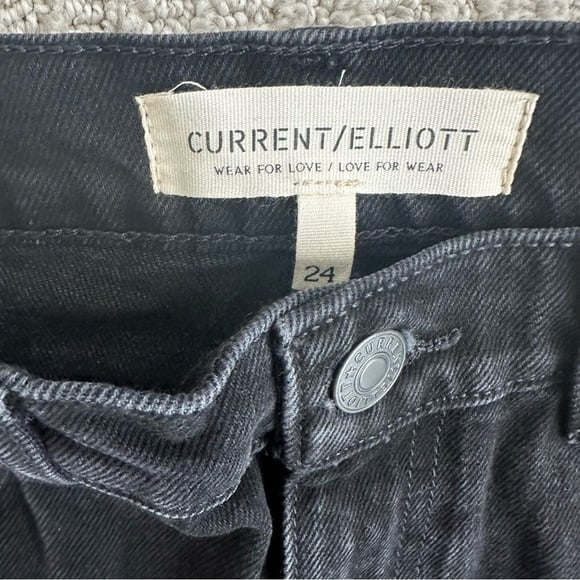 CURRENT/ELLIOTT
WEAR FOR LOVE / LOVE FOR WEAR
24